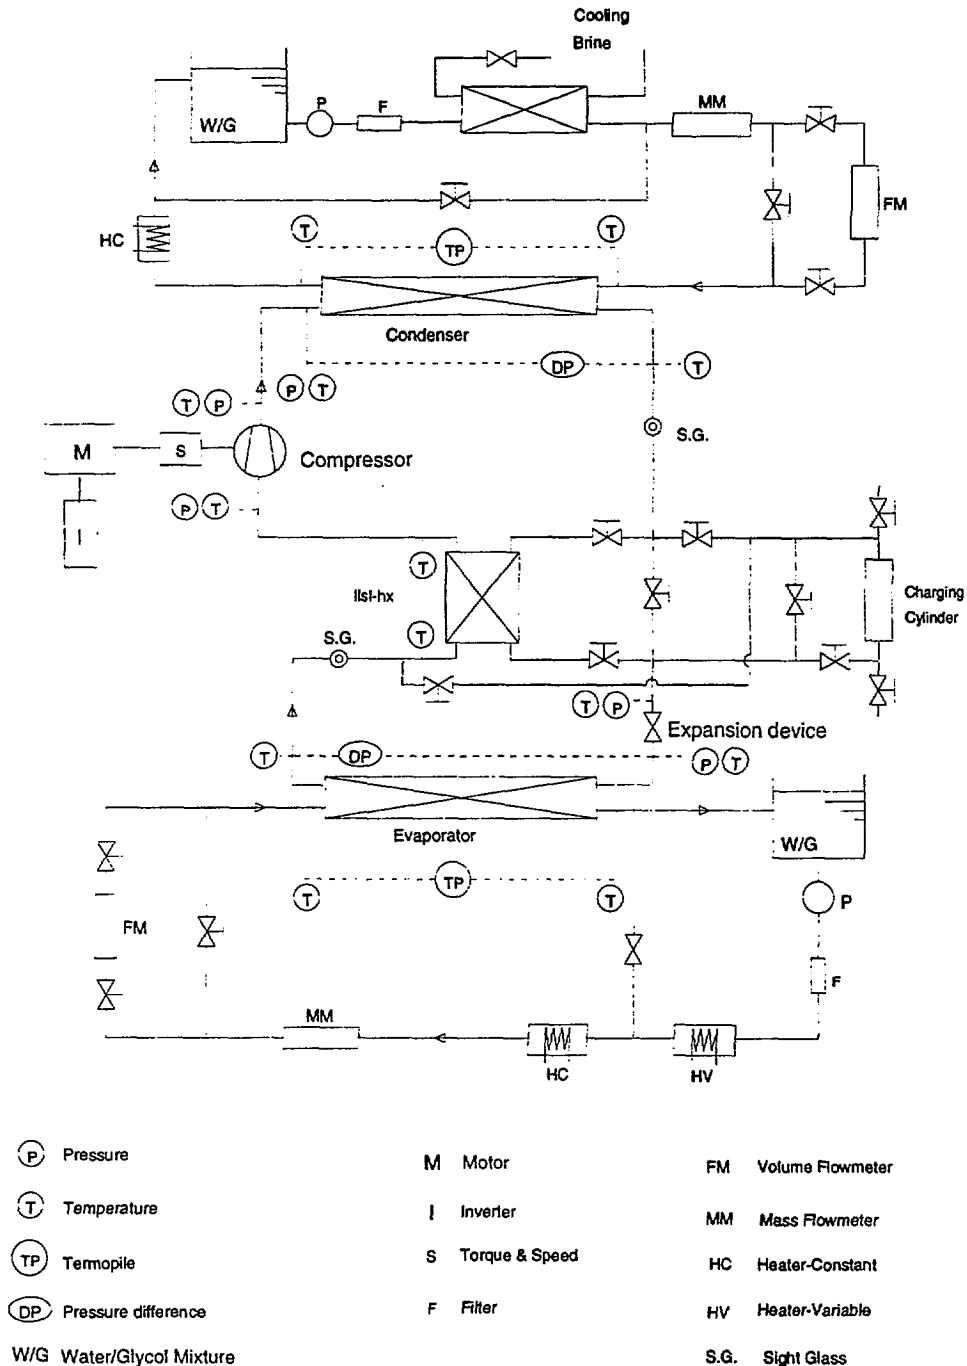 Cooling
Brine
P
F
MM
W/G
FM
HC
T
TP
T
Condenser
DP
T
T
P
P
T
S.G.
M
S
Compressor
P
T
I
T
llsl-hx
Charging
Cylinder
T
S.G.
T
P
Expansion device
T
DP
P
T
Evaporator
W/G
TP
T
T
P
FM
F
MM
HC
HV
P Pressure
M Motor
FM Volume Flowmeter
T Temperature
I Inverter
MM Mass Flowmeter
TP Termopile
S Torque & Speed
HC Heater-Constant
DP Pressure difference
F Filter
HV Heater-Variable
W/G Water/Glycol Mixture
S.G. Sight Glass